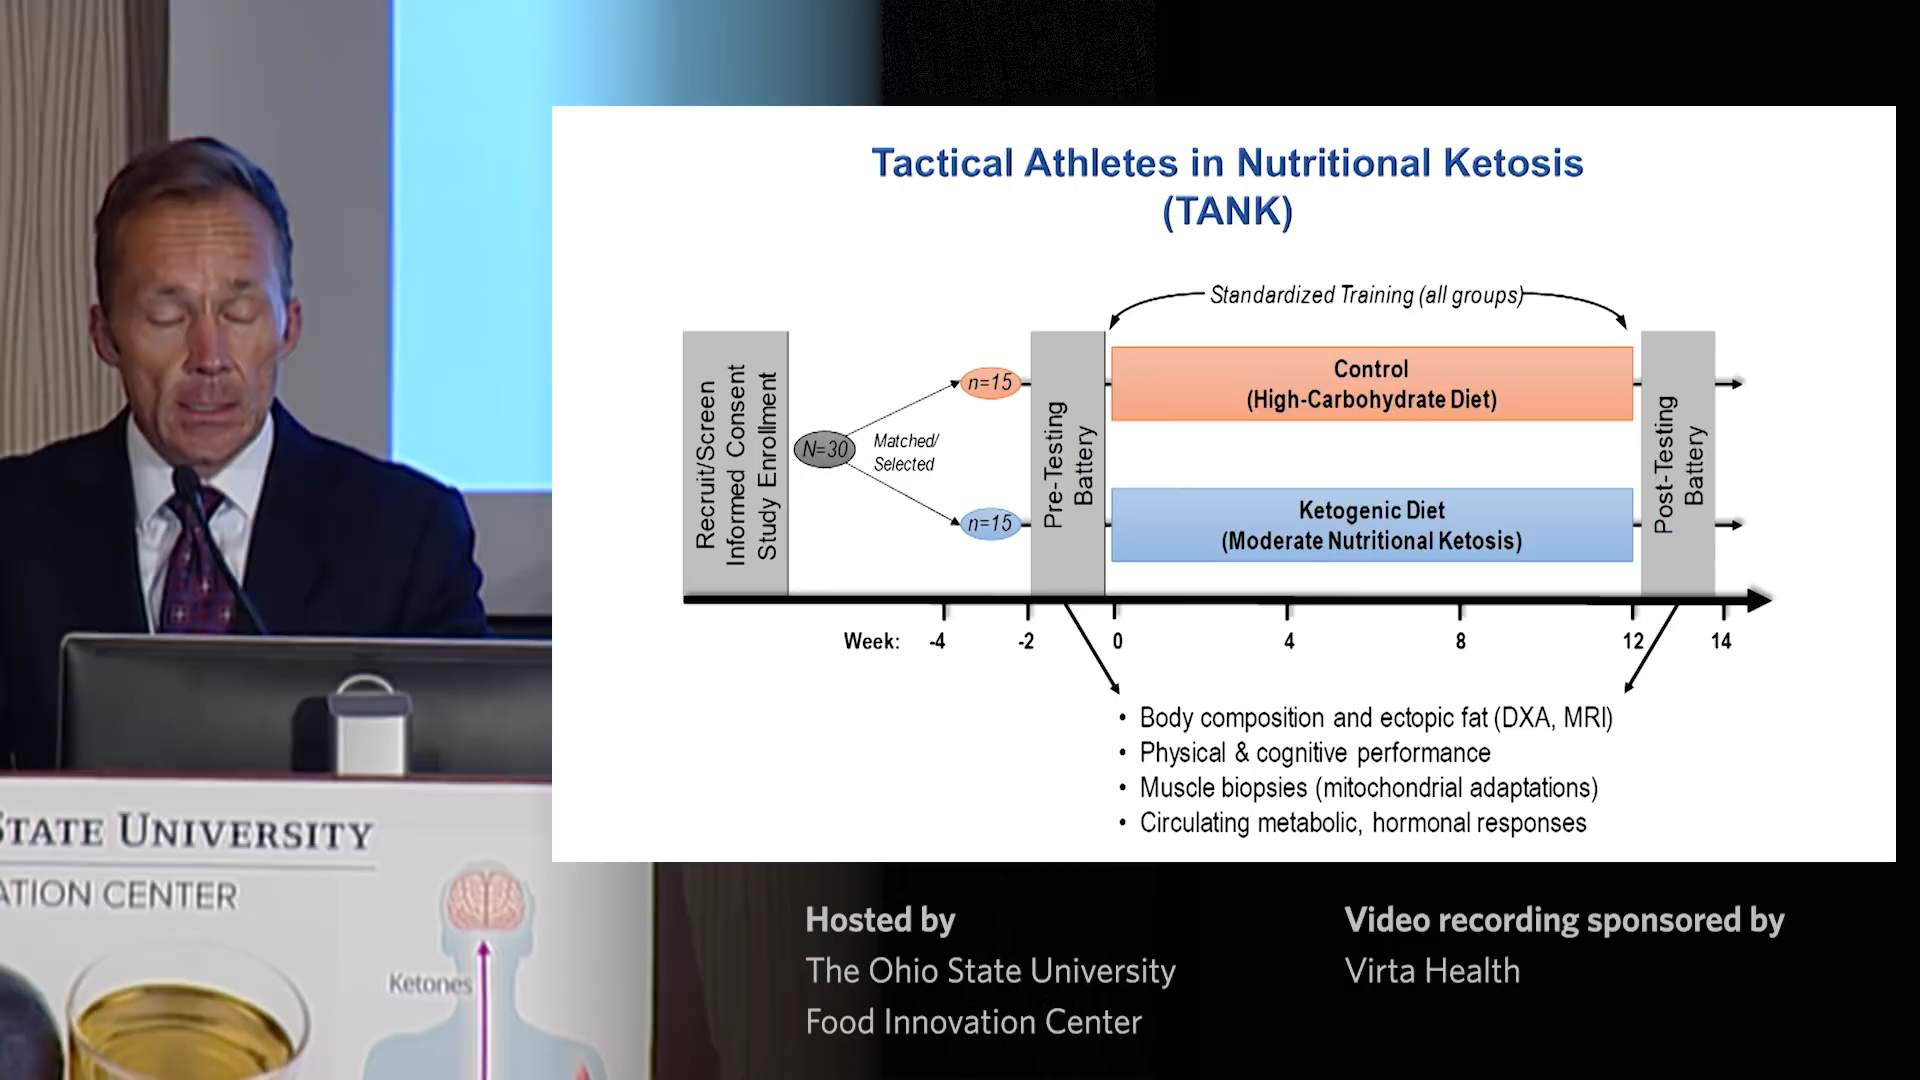 Tactical Athletes in Nutritional Ketosis
(TANK)
Standardized Training (all groups)
Recruit/Screen
Informed Consent
Study Enrollment
N=30
Matched/
Selected
n=15
n=15
Pre-Testing
Battery
Control
(High-Carbohydrate Diet)
Ketogenic Diet
(Moderate Nutritional Ketosis)
Post-Testing
Battery
Week: -4 -2 0 4 8 12 14
• Body composition and ectopic fat (DXA, MRI)
• Physical & cognitive performance
• Muscle biopsies (mitochondrial adaptations)
• Circulating metabolic, hormonal responses
STATE UNIVERSITY
ATION CENTER
Ketones
Hosted by
The Ohio State University
Food Innovation Center
Video recording sponsored by
Virta Health